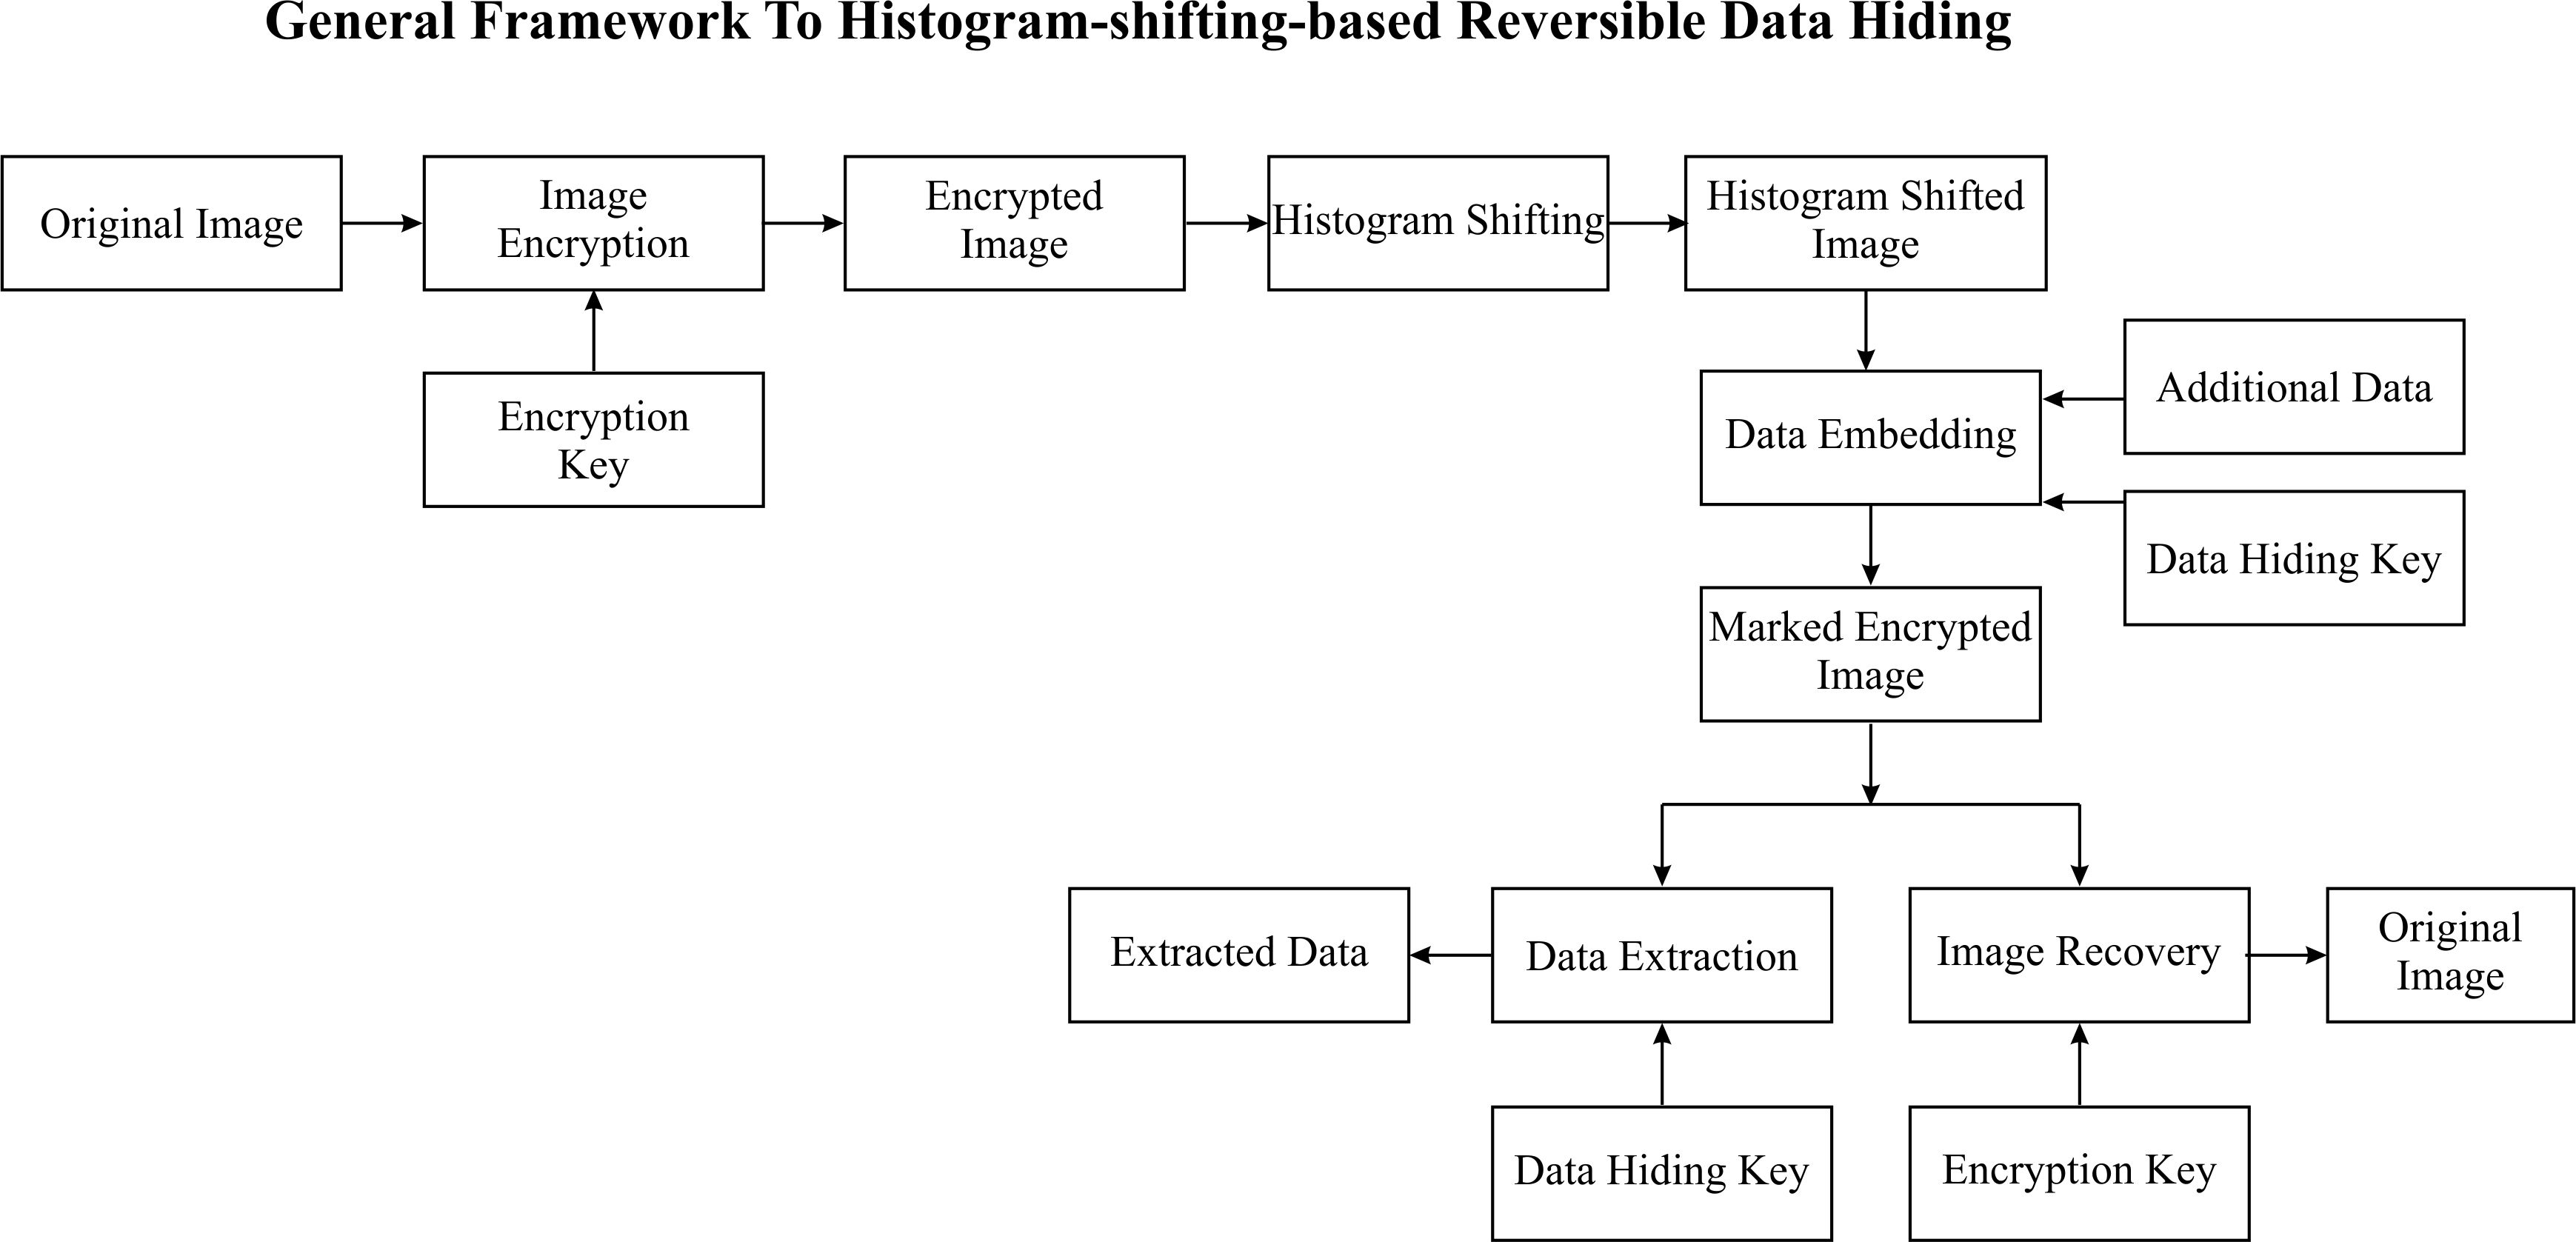 General Framework To Histogram-shifting-based Reversible Data Hiding
Original Image
Image
Encryption
Encrypted
Image
Histogram Shifting
Histogram Shifted
Image
Encryption
Key
Data Embedding
Additional Data
Data Hiding Key
Marked Encrypted
Image
Extracted Data
Data Extraction
Image Recovery
Original
Image
Data Hiding Key
Encryption Key